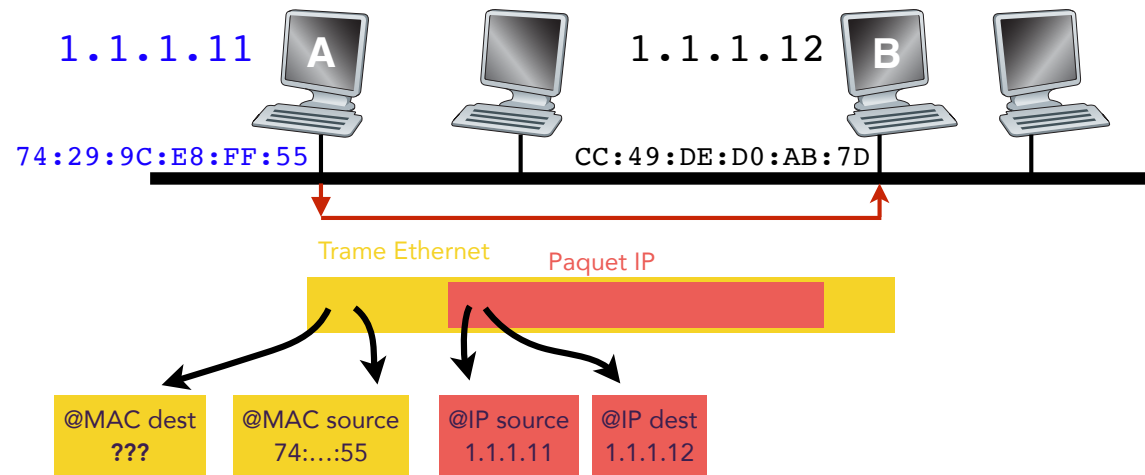 1.1.1.11
A
1.1.1.12
B
74:29:9C:E8:FF:55
CC:49:DE:D0:AB:7D
Trame Ethernet
Paquet IP
@MAC dest
???
@MAC source
74:…:55
@IP source
1.1.1.11
@IP dest
1.1.1.12